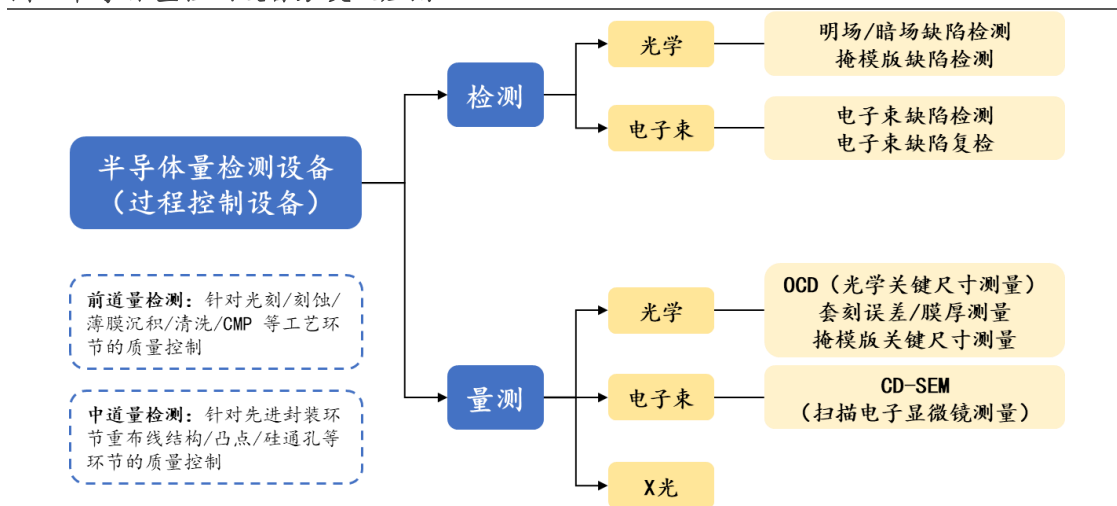 半导体量检测设备
（过程控制设备）
前道量检测：针对光刻/刻蚀/
薄膜沉积/清洗/CMP 等工艺环
节的质量控制
中道量检测：针对先进封装环
节重布线结构/凸点/硅通孔等
环节的质量控制
检测
光学
明场/暗场缺陷检测
掩模版缺陷检测
电子束
电子束缺陷检测
电子束缺陷复检
量测
光学
OCD（光学关键尺寸测量）
套刻误差/膜厚测量
掩模版关键尺寸测量
电子束
CD-SEM
（扫描电子显微镜测量）
X光